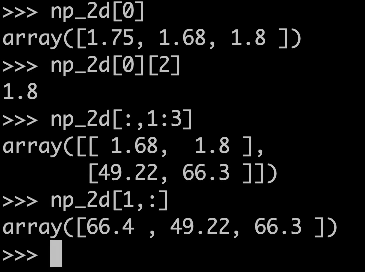 >>> np_2d[0]
array([1.75, 1.68, 1.8 ])
>>> np_2d[0][2]
1.8
>>> np_2d[:,1:3]
array([[ 1.68,  1.8 ],
       [49.22, 66.3 ]])
>>> np_2d[1,:]
array([66.4 , 49.22, 66.3 ])
>>>